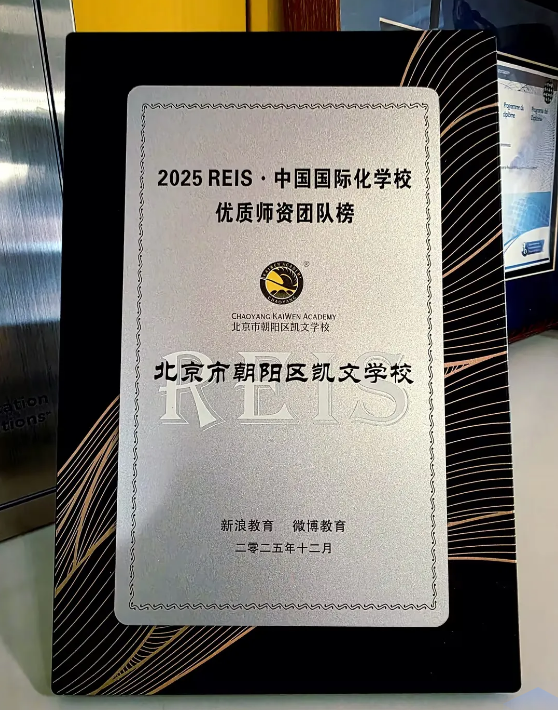 2025 REIS · 中国国际化学校
优质师资团队榜
®
CHAOYANG KAIWEN ACADEMY
北京市朝阳区凯文学校
REIS
北京市朝阳区凯文学校
新浪教育 微博教育
二零二五年十二月
ation
tions